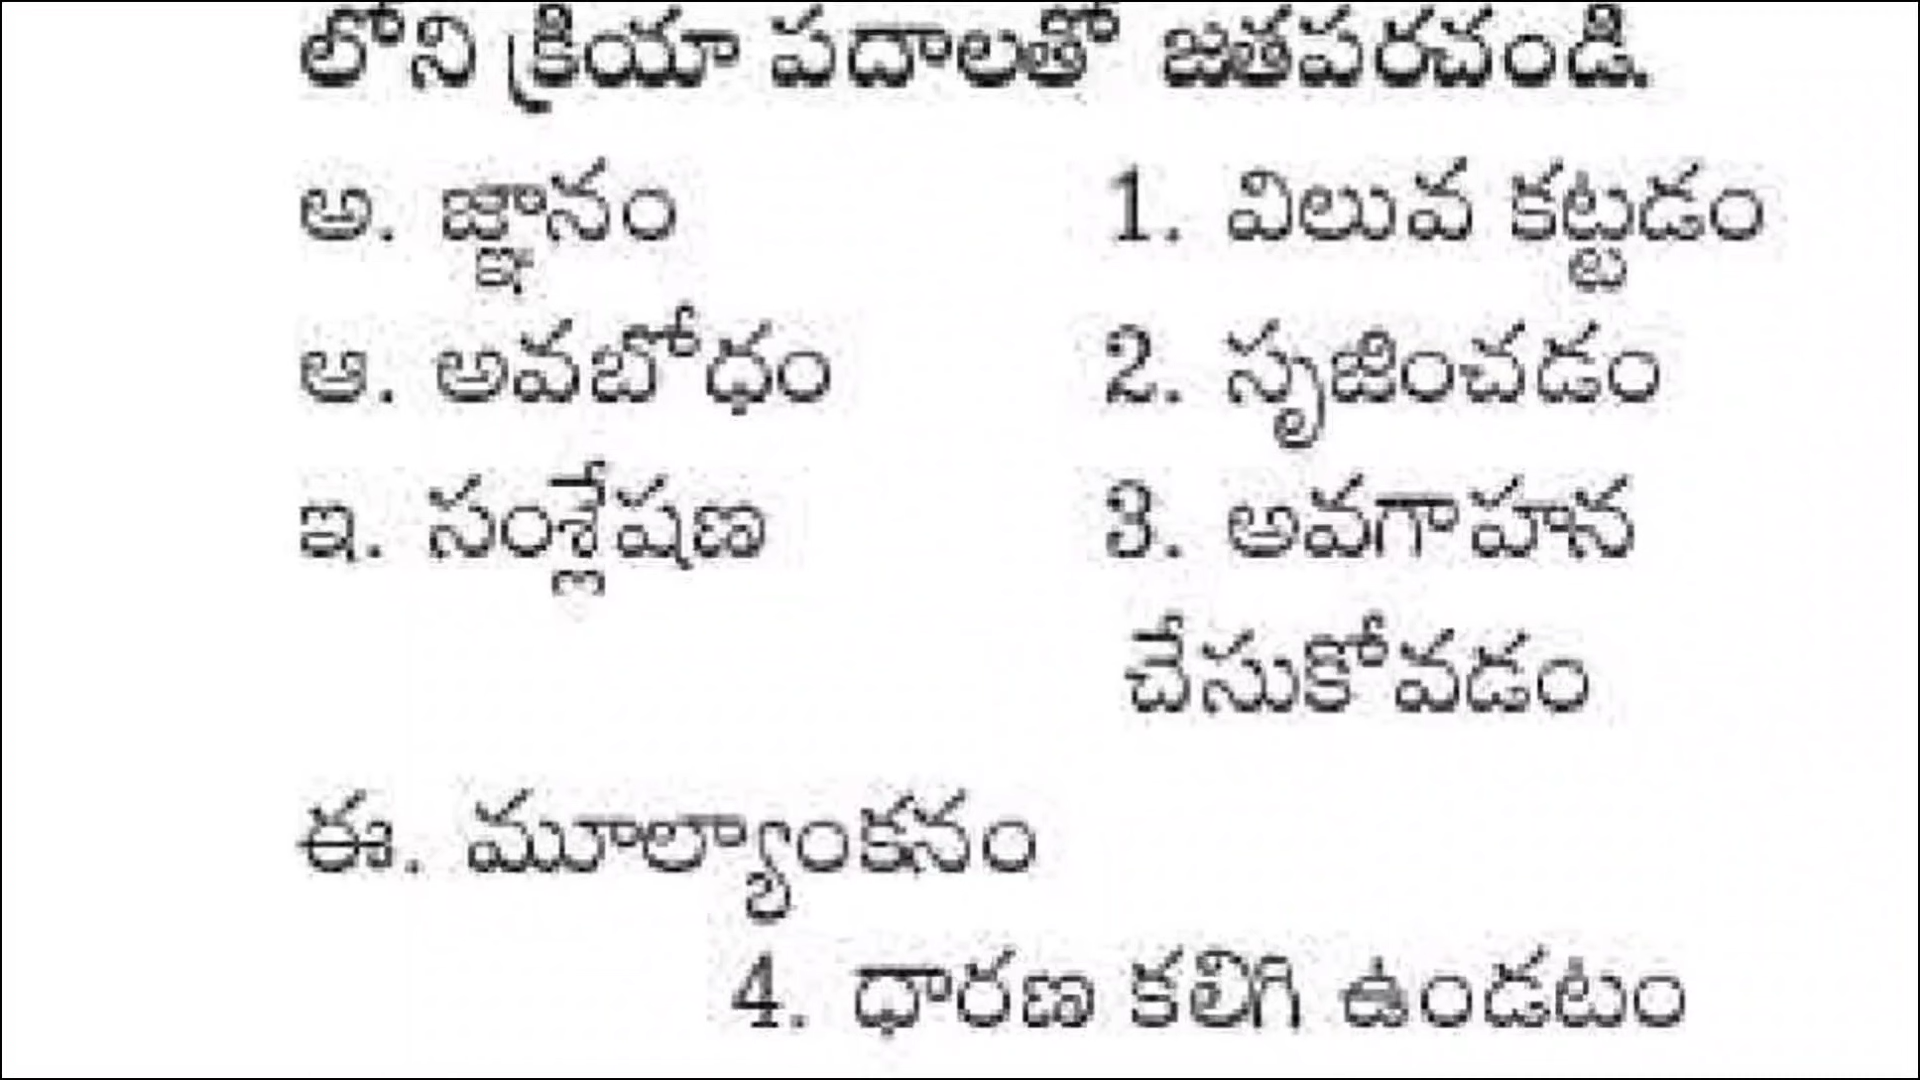 లోని క్రియా పదాలతో జతపరచండి.
అ. జ్ఞానం 1. విలువ కట్టడం
ఆ. అవబోధం 2. సృజించడం
ఇ. సంశ్లేషణ 3. అవగాహన
చేసుకోవడం
ఈ. మూల్యాంకనం
4. ధారణ కలిగి ఉండటం